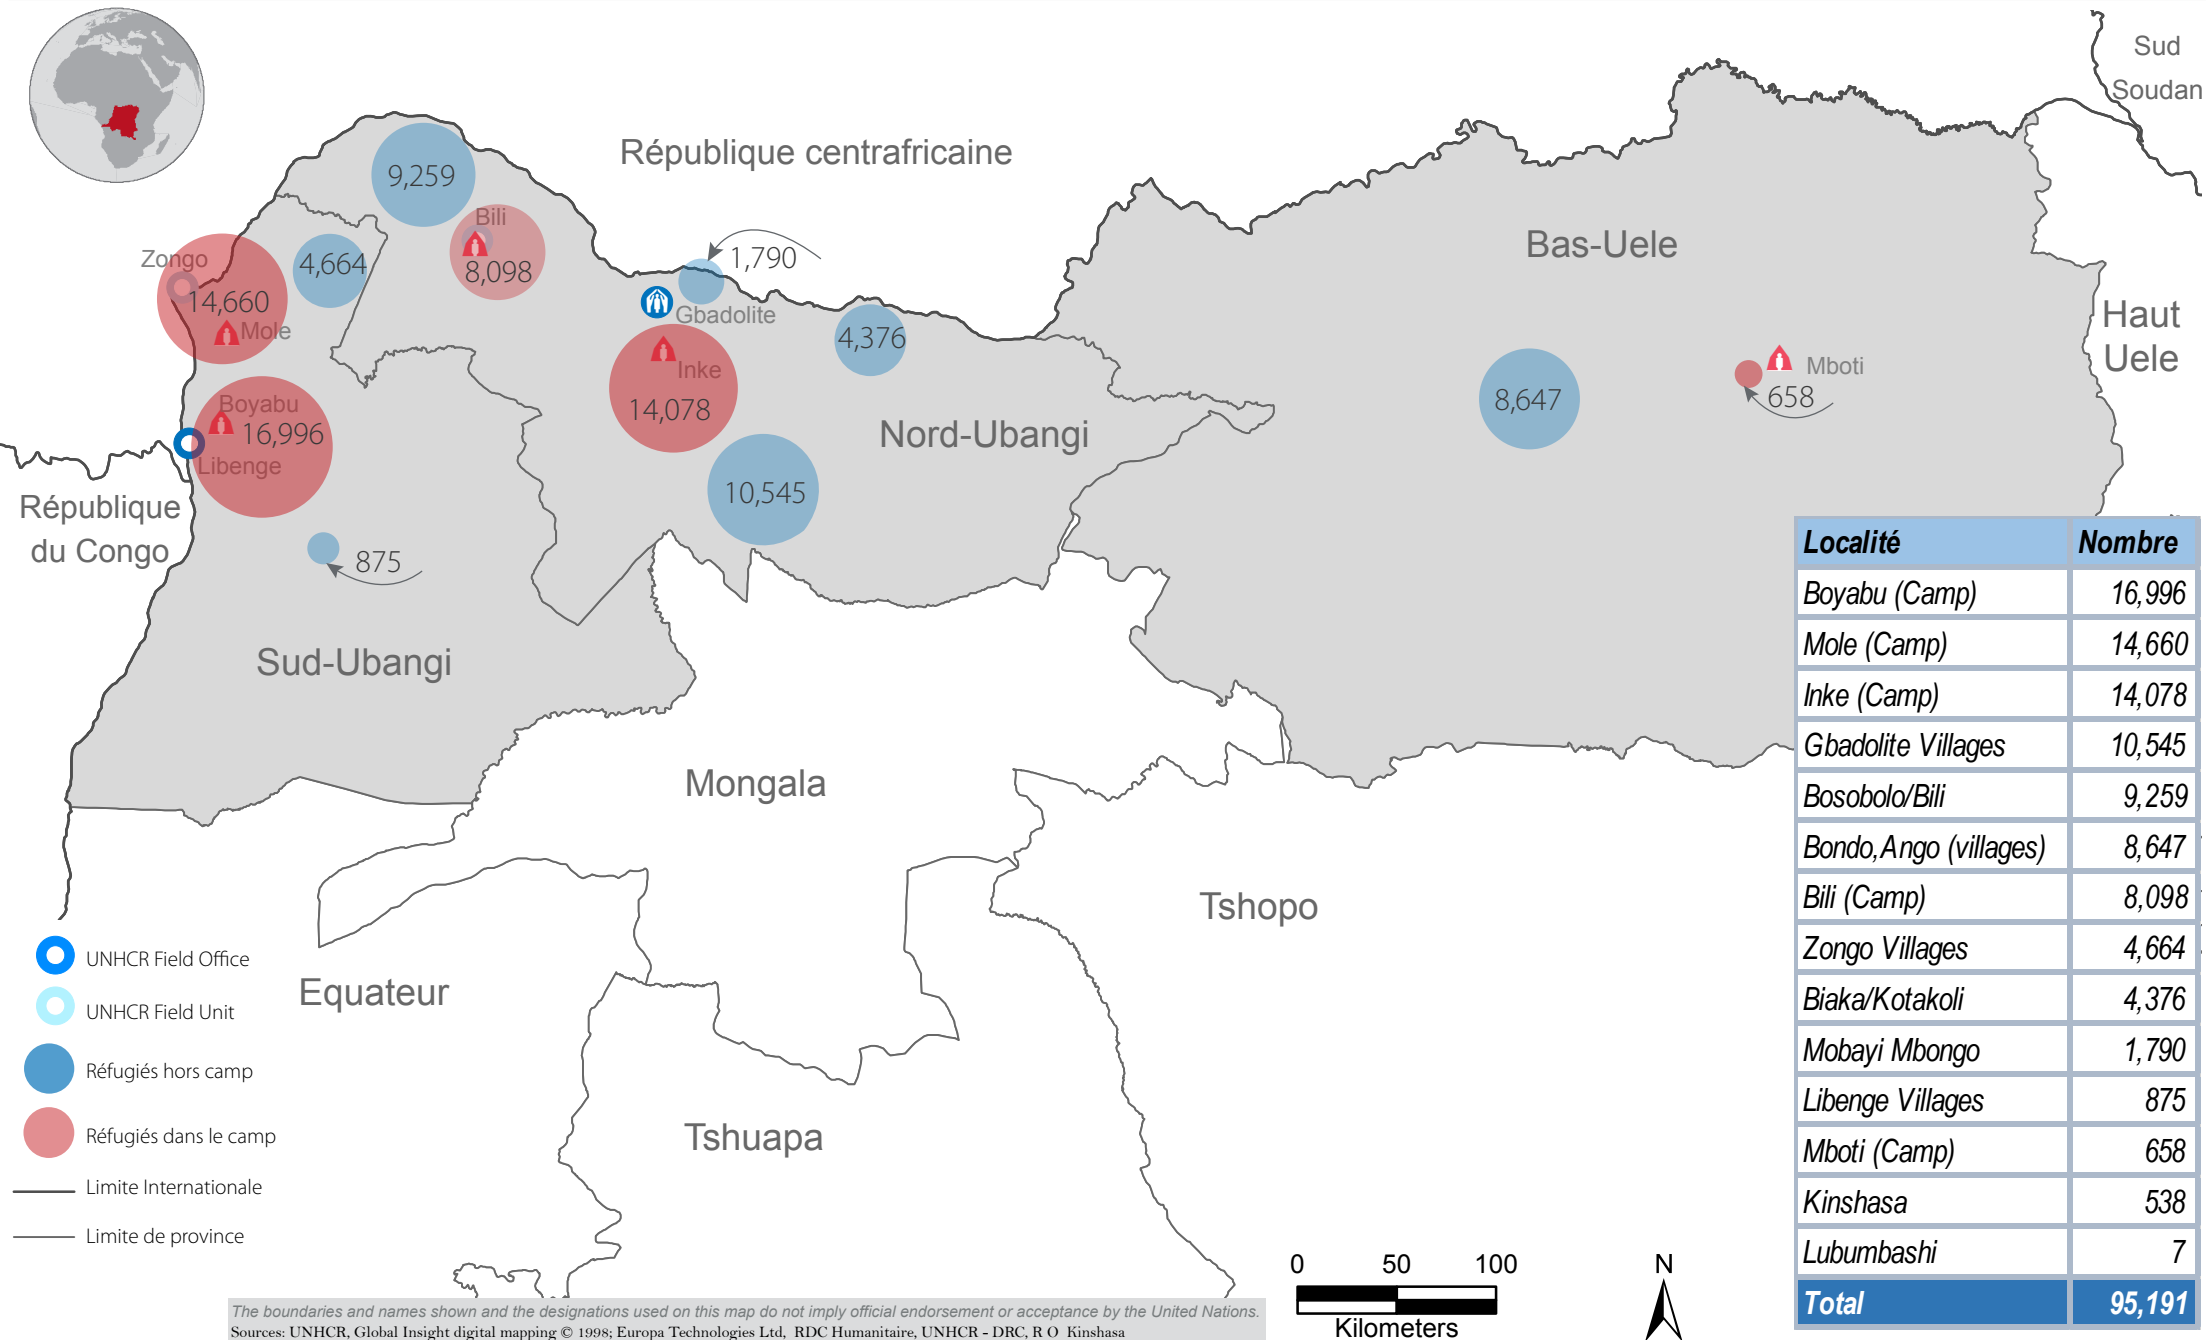 Sud
Soudan
République centrafricaine
9,259
Bili
8,098
Zongo
4,664
14,660
Mole
1,790
Gbadolite
4,376
Inke
14,078
Bas-Uele
Haut
Uele
Mboti
658
8,647
Boyabu
16,996
Libenge
Nord-Ubangi
10,545
République
du Congo
875
Sud-Ubangi
Mongala
Tshopo
Equateur
Tshuapa
Localité Nombre
Boyabu (Camp) 16,996
Mole (Camp) 14,660
Inke (Camp) 14,078
Gbadolite Villages 10,545
Bosobolo/Bili 9,259
Bondo,Ango (villages) 8,647
Bili (Camp) 8,098
Zongo Villages 4,664
Biaka/Kotakoli 4,376
Mobayi Mbongo 1,790
Libenge Villages 875
Mboti (Camp) 658
Kinshasa 538
Lubumbashi 7
Total 95,191
UNHCR Field Office
UNHCR Field Unit
Réfugiés hors camp
Réfugiés dans le camp
Limite Internationale
Limite de province
0 50 100
Kilometers
N
The boundaries and names shown and the designations used on this map do not imply official endorsement or acceptance by the United Nations.
Sources: UNHCR, Global Insight digital mapping © 1998; Europa Technologies Ltd, RDC Humanitaire, UNHCR - DRC, R O Kinshasa